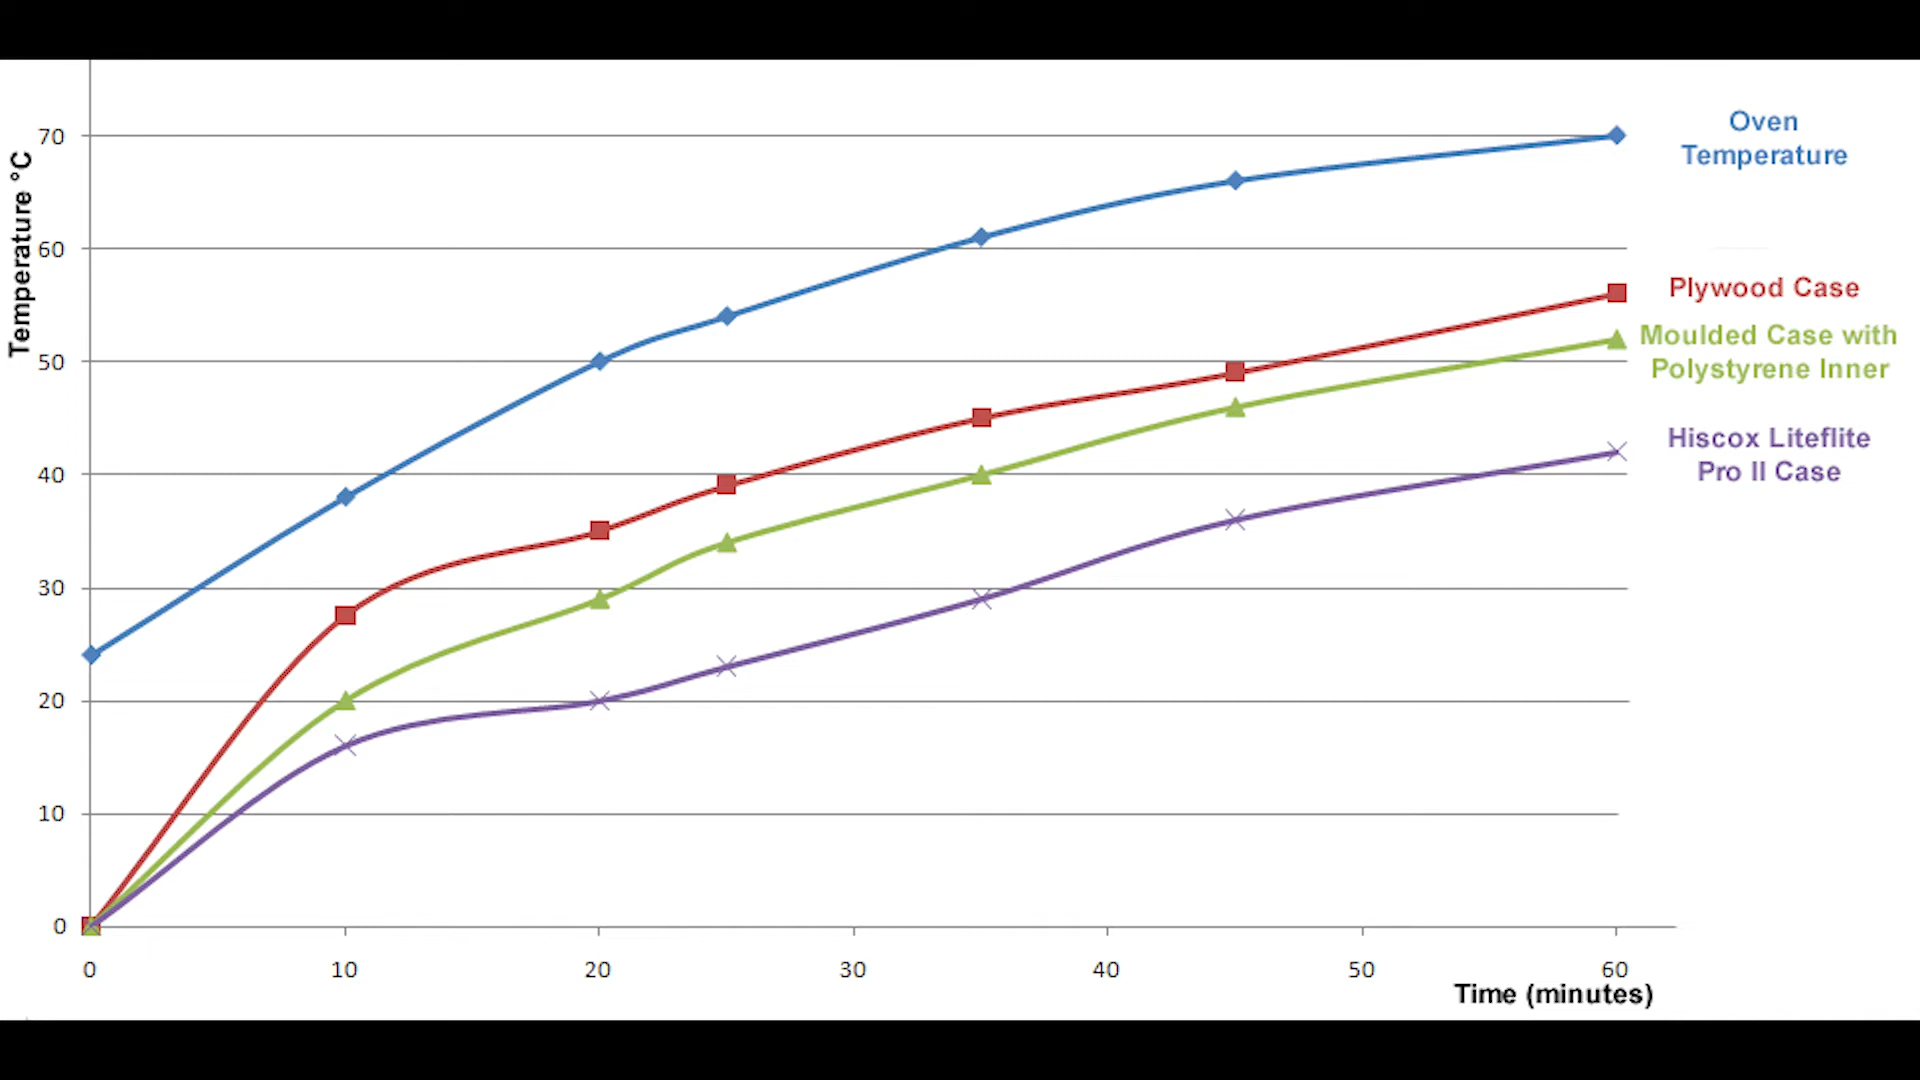 Temperature °C
70
60
50
40
30
20
10
0
0 10 20 30 40 50 60
Time (minutes)
Oven
Temperature
Plywood Case
Moulded Case with
Polystyrene Inner
Hiscox Liteflite
Pro II Case